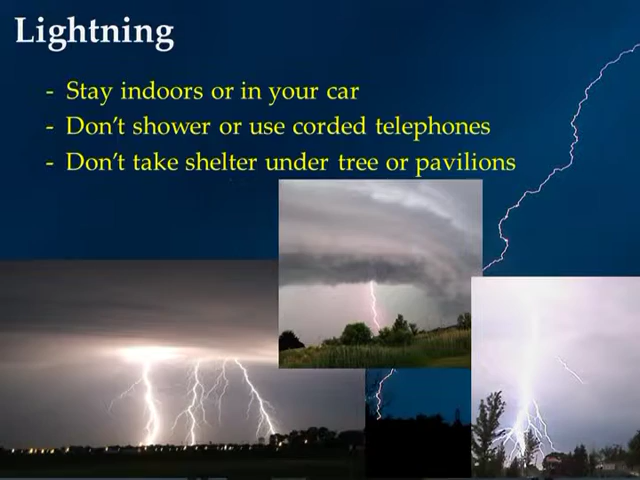 Lightning
- Stay indoors or in your car
- Don't shower or use corded telephones
- Don't take shelter under tree or pavilions